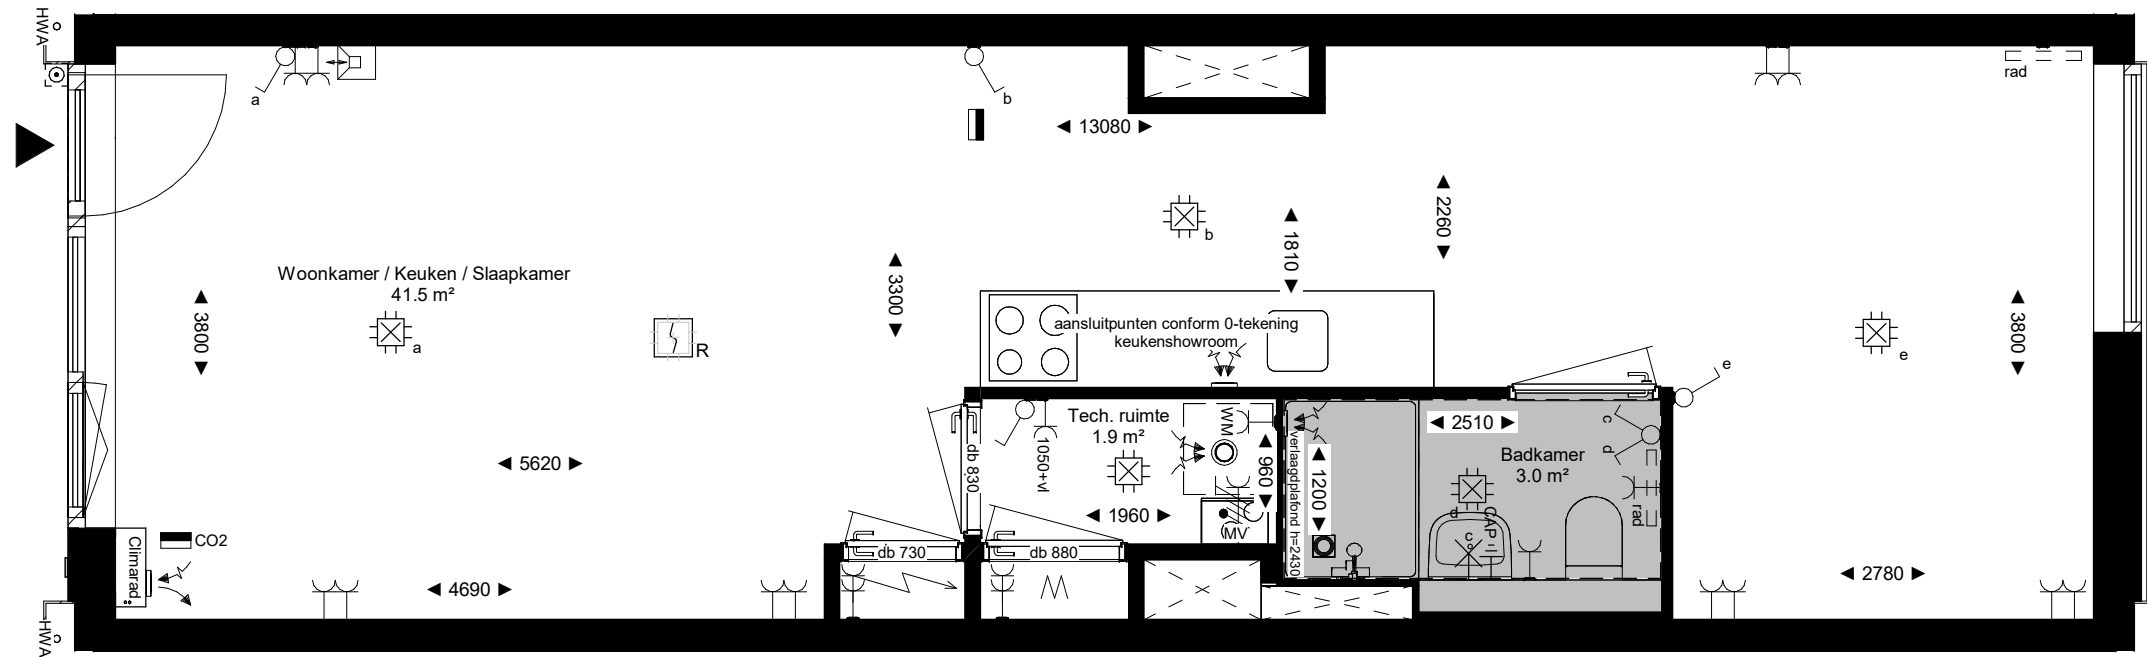 HWA
a
b
rad
13080
2260
1810
b
Woonkamer / Keuken / Slaapkamer
41.5 m²
3800
a
R
3300
aansluitpunten conform 0-tekening
keukenshowroom
3800
e
e
Tech. ruimte
1.9 m²
WM
2510
c
d
5620
db 830
1050+vl
960
verlaagdplafond h=2430
1200
Badkamer
3.0 m²
1960
d
CAP
rad
MV
c
CO2
Climarad
db 730
db 880
4690
2780
HWA